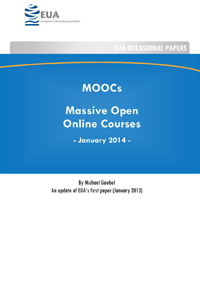 EUA
European University Association
EUA OCCASIONAL PAPERS
MOOCs
Massive Open
Online Courses
- January 2014 -
By Michael Gaebel
An update of EUA's first paper (January 2013)